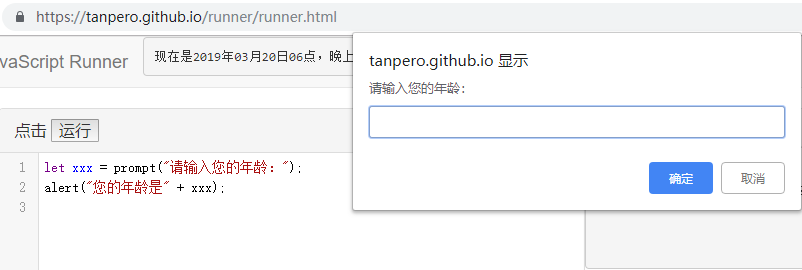 https://tanpero.github.io/runner/runner.html
vaScript Runner
现在是2019年03月20日06点，晚上
tanpero.github.io 显示
请输入您的年龄：
确定
取消
点击 运行
1 let xxx = prompt("请输入您的年龄：");
2 alert("您的年龄是" + xxx);
3